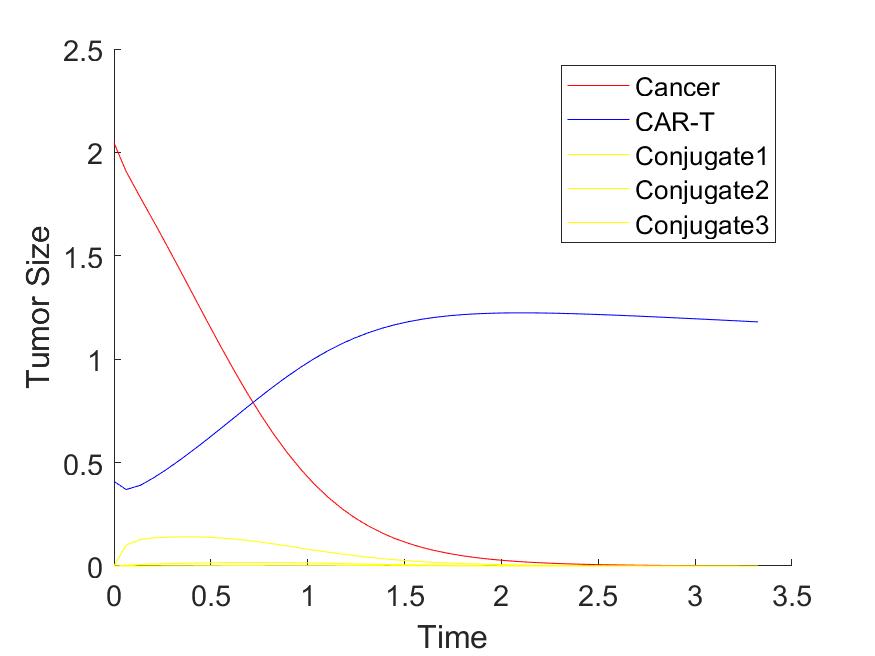 2.5
2
1.5
1
0.5
0
Tumor Size
Cancer
CAR-T
Conjugate1
Conjugate2
Conjugate3
0 0.5 1 1.5 2 2.5 3 3.5
Time